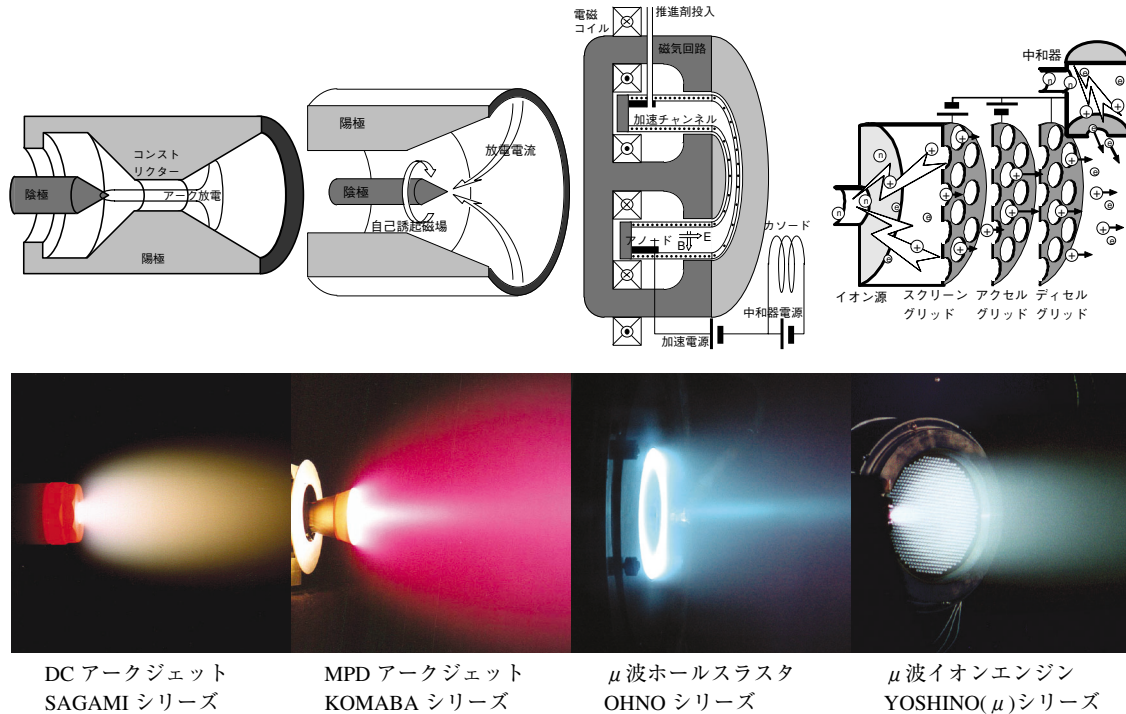 コンスト
リクター
陰極
アーク放電
陽極
陽極
放電電流
陰極
自己誘起磁場
電磁
コイル
推進剤投入
磁気回路
加速チャンネル
アノード
E
B
カソード
中和器電源
加速電源
中和器
n
n
e
e
+
+
e
n
+
+
+
+
e
n
n
+
e
+
+
+
+
+
+
+
+
+
e
+
e
+
e
イオン源
スクリーン
グリッド
アクセル
グリッド
ディセル
グリッド
DC アークジェット
SAGAMI シリーズ
MPD アークジェット
KOMABA シリーズ
μ波ホールスラスタ
OHNO シリーズ
μ波イオンエンジン
YOSHINO(μ)シリーズ